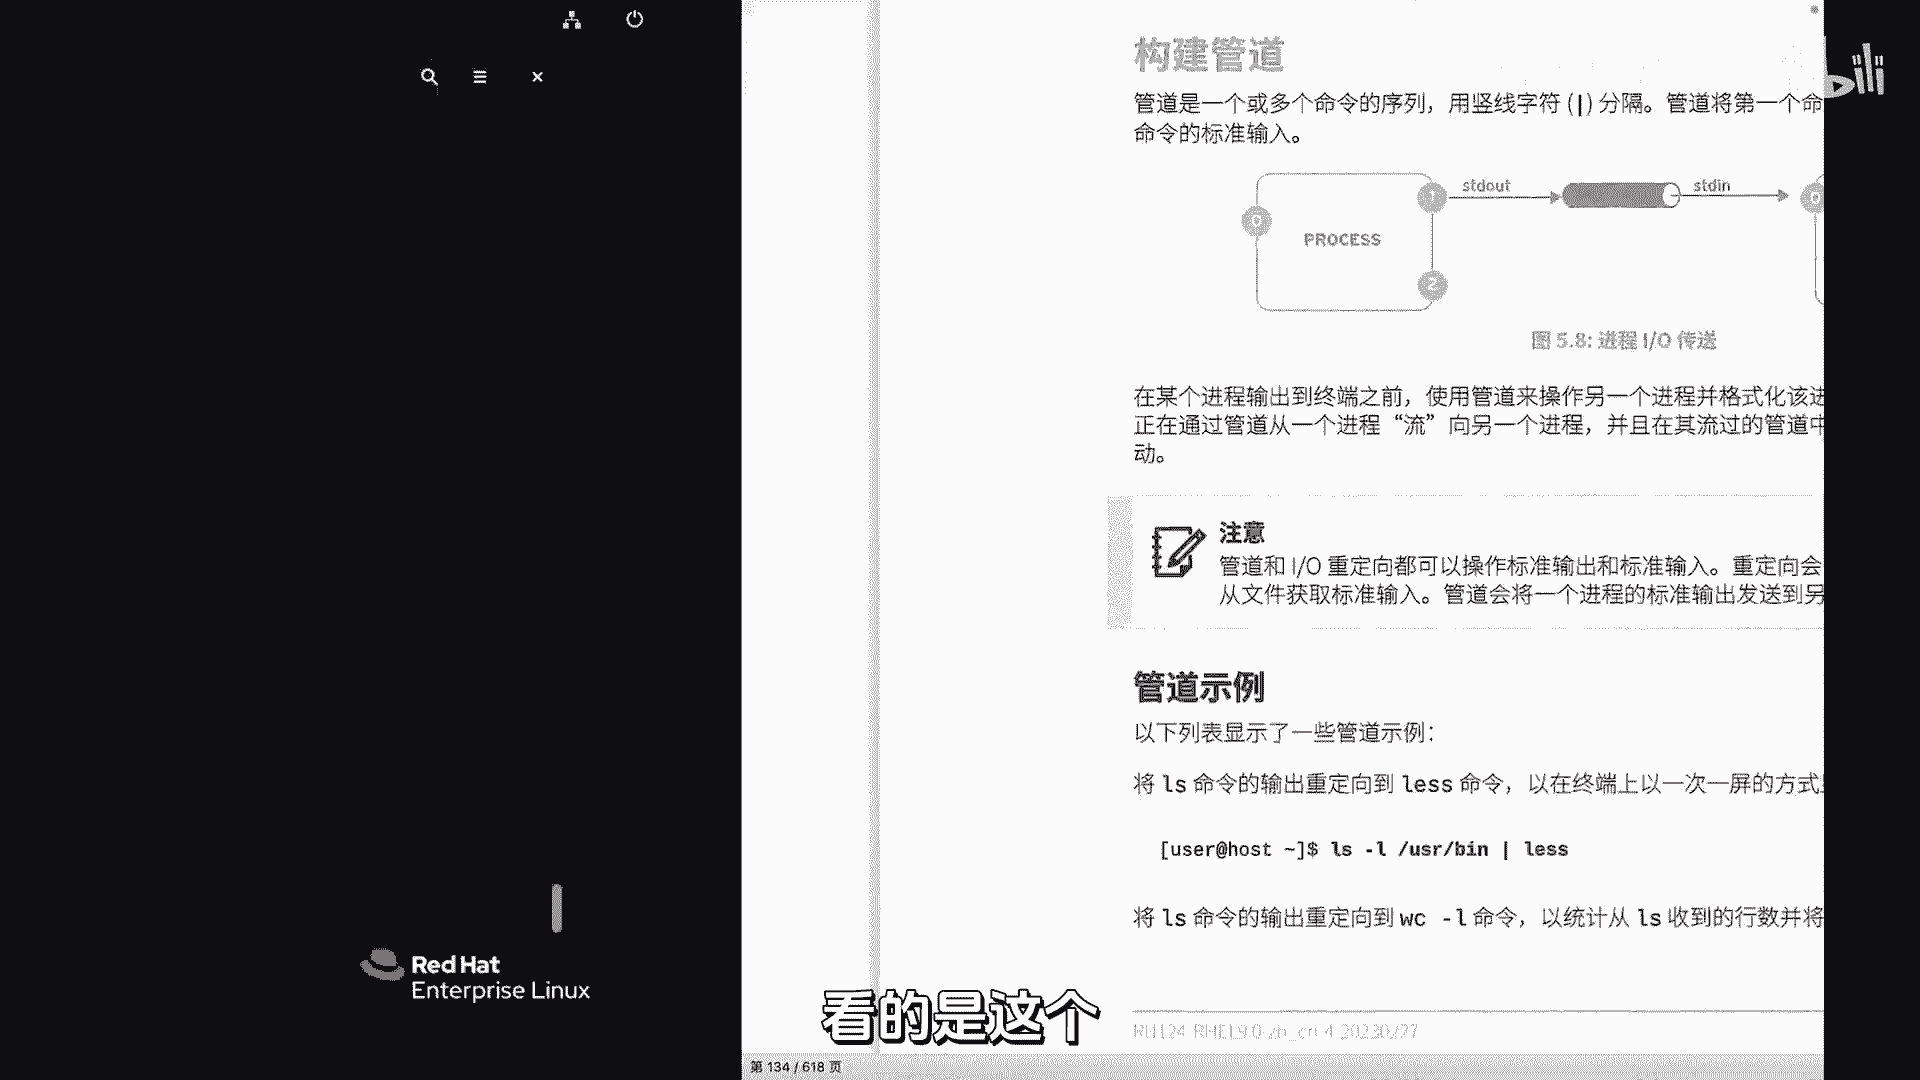 构建管道
管道是一个或多个命令的序列，用竖线字符 (|) 分隔。管道将第一个命
命令的标准输入。
stdout
stdin
0
1
0
PROCESS
2
图 5.8: 进程 I/O 传送
在某个进程输出到终端之前，使用管道来操作另一个进程并格式化该进
正在通过管道从一个进程“流”向另一个进程，并且在其流过的管道中
动。
注意
管道和 I/O 重定向都可以操作标准输出和标准输入。重定向会
从文件获取标准输入。管道会将一个进程的标准输出发送到另
管道示例
以下列表显示了一些管道示例：
将 ls 命令的输出重定向到 less 命令，以在终端上以一次一屏的方式
[user@host ~]$ ls -l /usr/bin | less
将 ls 命令的输出重定向到 wc -l 命令，以统计从 ls 收到的行数并将
RH124-RHEL9.0-zh_cn-4-20230727
第 134 / 618 页
Red Hat
Enterprise Linux
看的是这个
bili